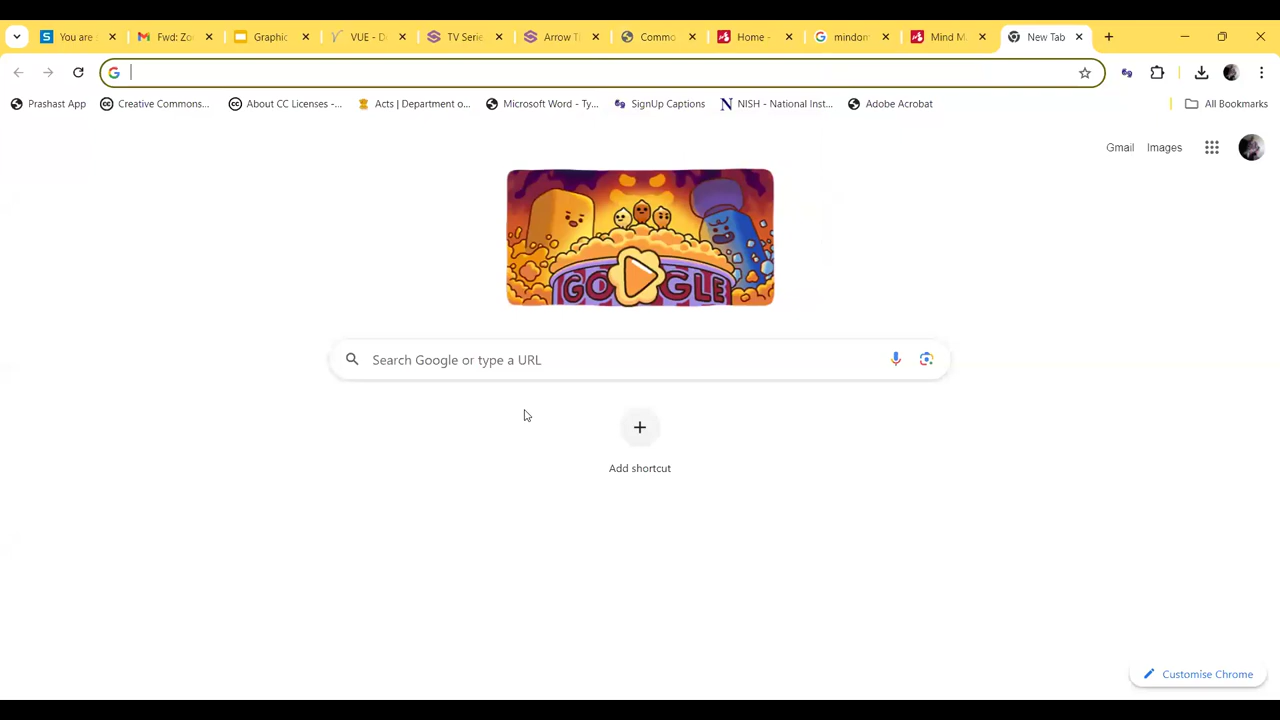 You are
Fwd: Zo
Graphic
VUE - D
TV Serie
Arrow T
Commo
Home -
mindom
Mind M
New Tab
Prashast App
Creative Commons...
About CC Licenses -...
Acts | Department o...
Microsoft Word - Ty...
SignUp Captions
NISH - National Inst...
Adobe Acrobat
All Bookmarks
Gmail
Images
GOOGLE
Search Google or type a URL
Add shortcut
Customise Chrome